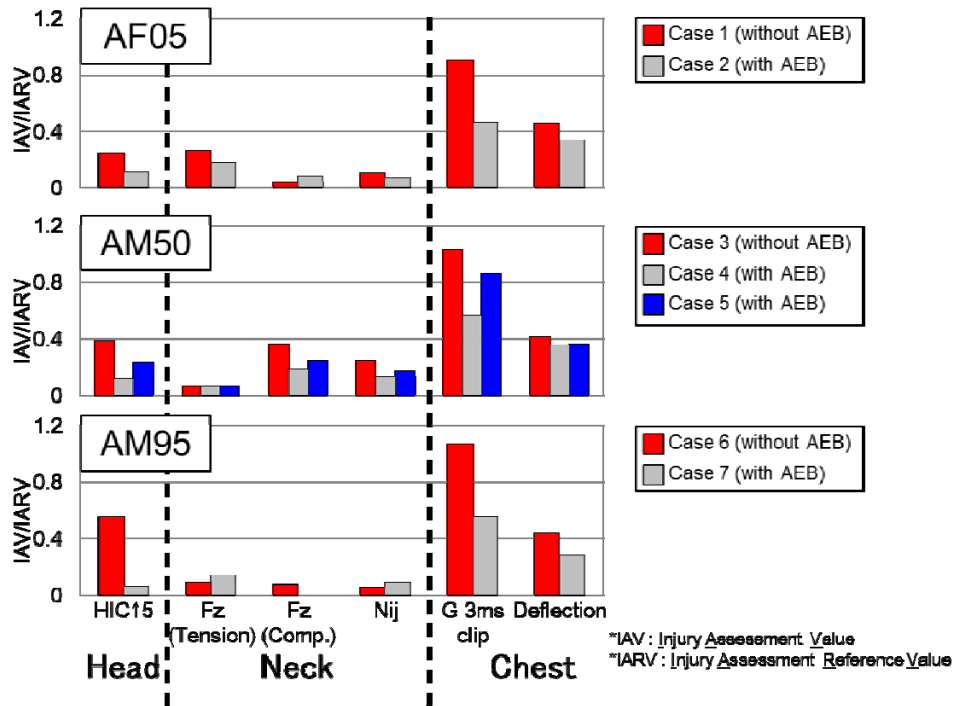 AF05
1.2
0.8
0.4
0
IAV/IARV
Case 1 (without AEB)
Case 2 (with AEB)
AM50
1.2
0.8
0.4
0
IAV/IARV
Case 3 (without AEB)
Case 4 (with AEB)
Case 5 (with AEB)
AM95
1.2
0.8
0.4
0
IAV/IARV
Case 6 (without AEB)
Case 7 (with AEB)
HIC15
Fz
(Tension)
Fz
(Comp.)
Nij
G 3ms
clip
Deflection
Head
Neck
Chest
*IAV : Injury Assessment Value
*IARV : Injury Assessment Reference Value